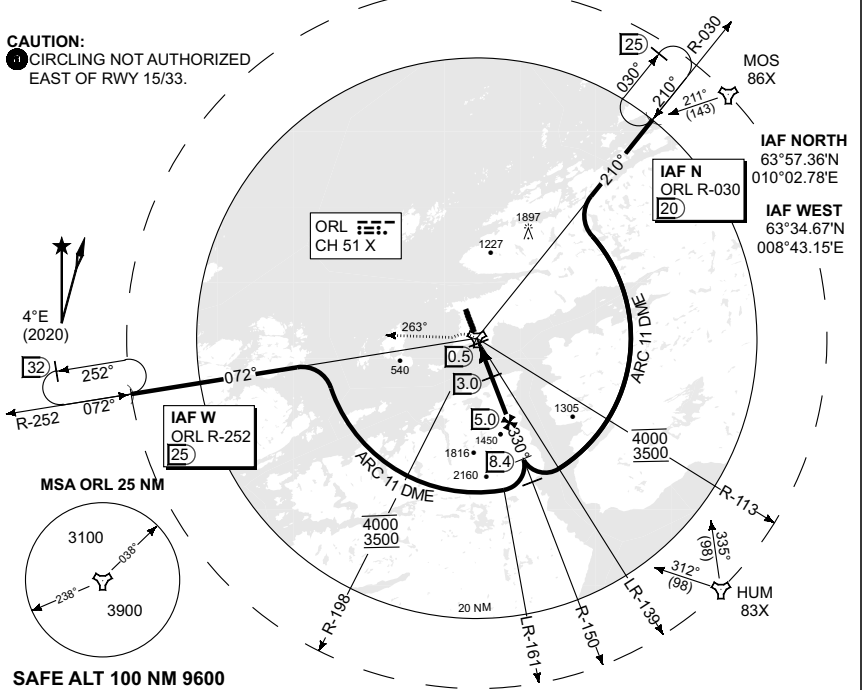 CAUTION:
CIRCLING NOT AUTHORIZED
EAST OF RWY 15/33.
25
R-030
030°
210°
MOS
86X
211°
(143)
IAF NORTH
63°57.36'N
010°02.78'E
IAF WEST
63°34.67'N
008°43.15'E
IAF N
ORL R-030
20
210°
ORL
CH 51 X
1897
1227
4°E
(2020)
263°
0.5
540
3.0
ARC 11 DME
32
252°
072°
072°
R-252
IAF W
ORL R-252
25
5.0
1305
330°
1450
1816
8.4
2160
4000
3500
ARC 11 DME
MSA ORL 25 NM
3100
038°
238°
3900
4000
3500
R-113
335°
(98)
312°
(98)
HUM
83X
20 NM
R-198
LR-161
R-150
LR-139
SAFE ALT 100 NM 9600